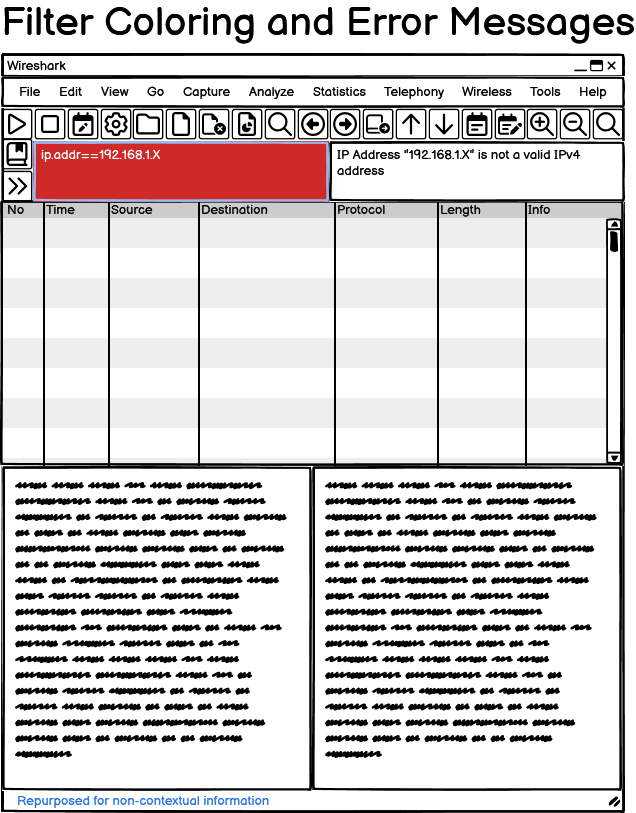 Filter Coloring and Error Messages
Wireshark
File Edit View Go Capture Analyze Statistics Telephony Wireless Tools Help
ip.addr==192.168.1.X
IP Address "192.168.1.X" is not a valid IPv4
address
No Time Source Destination Protocol Length Info
Repurposed for non-contextual information